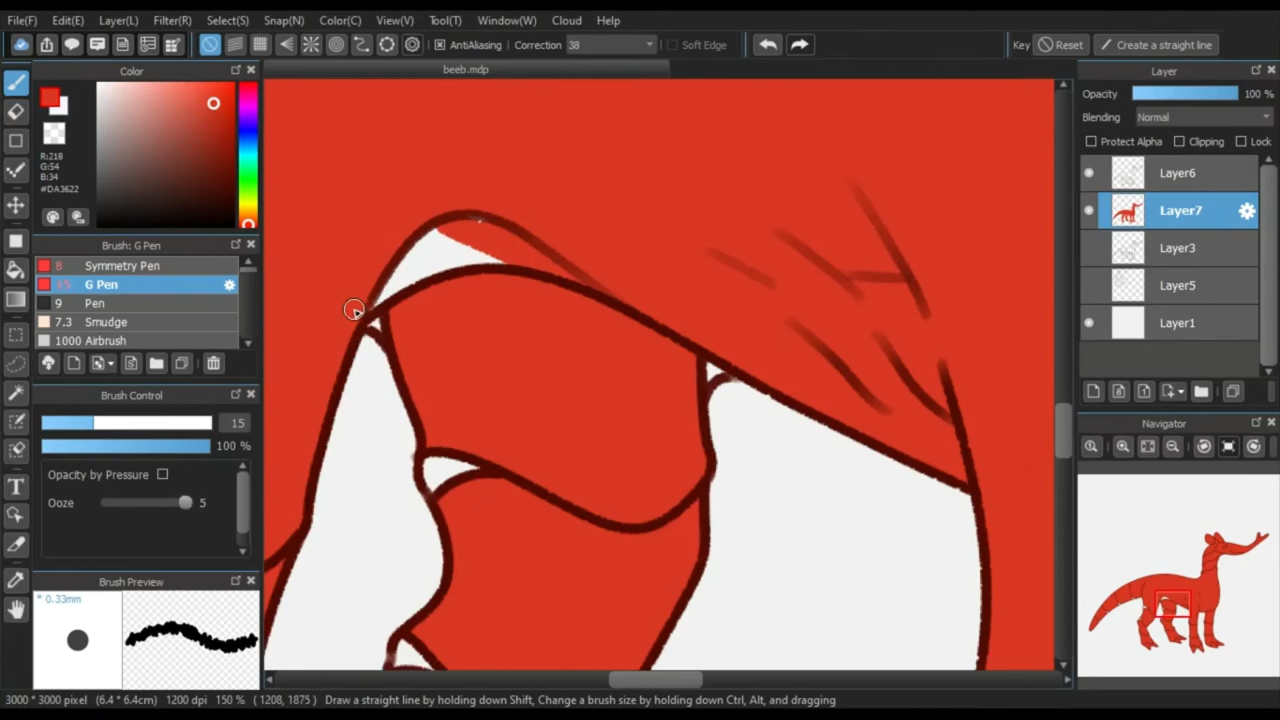 File(F) Edit(E) Layer(L) Filter(R) Select(S) Snap(N) Color(C) View(V) Tool(T) Window(W) Cloud Help
AntiAliasing Correction 38 Soft Edge Key Reset Create a straight line
Color
beeb.mdp
Layer
Opacity 100 %
Blending Normal
Protect Alpha Clipping Lock
R:218
G:54
B:34
#DA3622
Layer6
Layer7
Layer3
Layer5
Layer1
Brush: G Pen
8 Symmetry Pen
15 G Pen
9 Pen
7.3 Smudge
1000 Airbrush
Brush Control
15
100 %
Opacity by Pressure
Ooze 5
Navigator
Brush Preview
* 0.33mm
3000 * 3000 pixel (6.4 * 6.4cm) 1200 dpi 150 % ( 1208, 1875 ) Draw a straight line by holding down Shift, Change a brush size by holding down Ctrl, Alt, and dragging